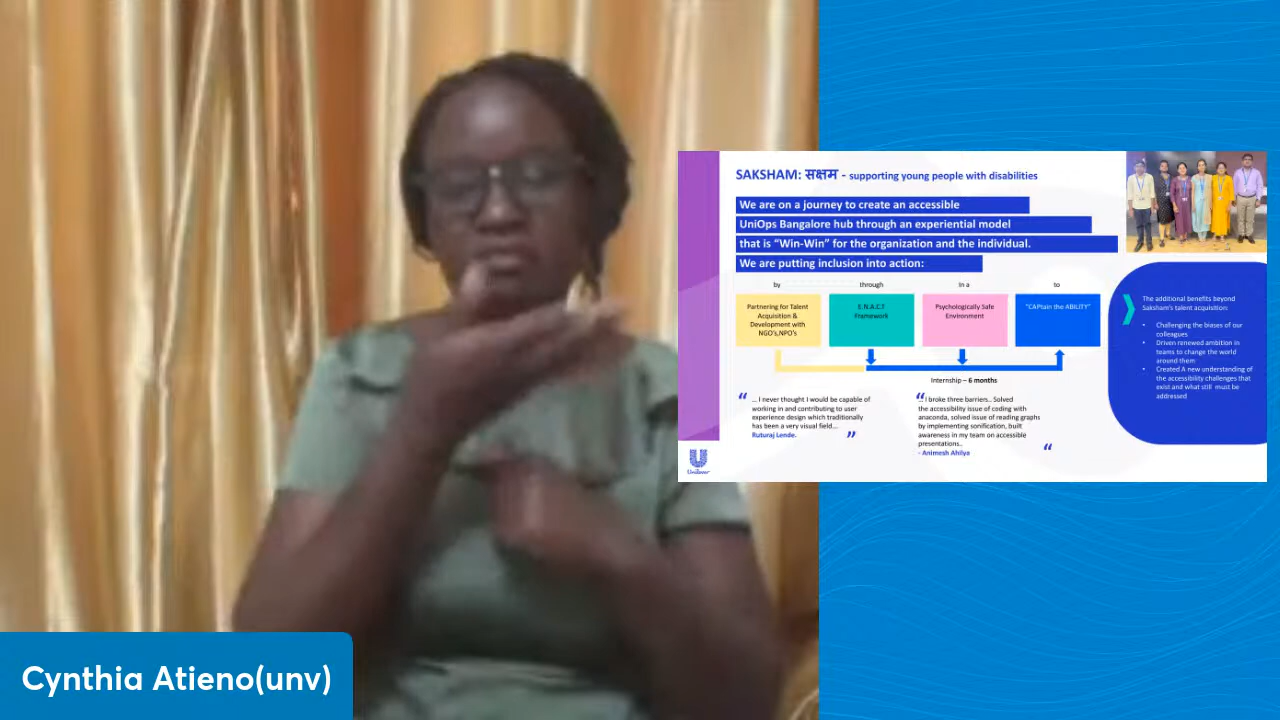 SAKSHAM: सक्षम - supporting young people with disabilities
We are on a journey to create an accessible
UniOps Bangalore hub through an experiential model
that is “Win-Win” for the organization and the individual.
We are putting inclusion into action:
by
through
In a
to
Partnering for Talent
Acquisition &
Development with
NGO's,NPO's
E.N.A.C.T
Framework
Psychologically Safe
Environment
“CAPtain the ABILITY”
Internship – 6 months
“ ... I never thought I would be capable of
working in and contributing to user
experience design which traditionally
has been a very visual field...
Ruturaj Lende. ”
“ .. I broke three barriers.. Solved
the accessibility issue of coding with
anaconda, solved issue of reading graphs
by implementing sonification, built
awareness in my team on accessible
presentations..
- Animesh Ahilya “
The additional benefits beyond
Saksham's talent acquisition:
• Challenging the biases of our
colleagues
• Driven renewed ambition in
teams to change the world
around them
• Created A new understanding of
the accessibility challenges that
exist and what still must be
addressed
Unilever
Cynthia Atieno(unv)